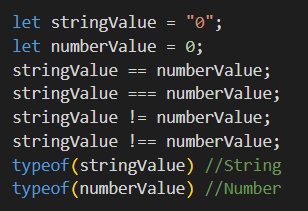 let stringValue = "0";
let numberValue = 0;
stringValue == numberValue;
stringValue === numberValue;
stringValue != numberValue;
stringValue !== numberValue;
typeof(stringValue) //String
typeof(numberValue) //Number